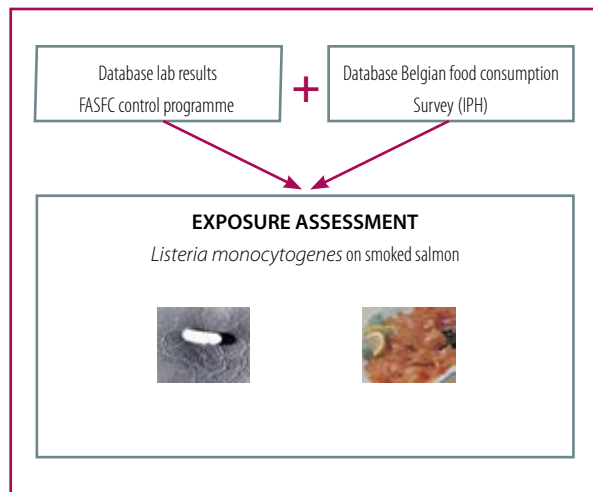 Database lab results
FASFC control programme
+
Database Belgian food consumption
Survey (IPH)
EXPOSURE ASSESSMENT
Listeria monocytogenes on smoked salmon